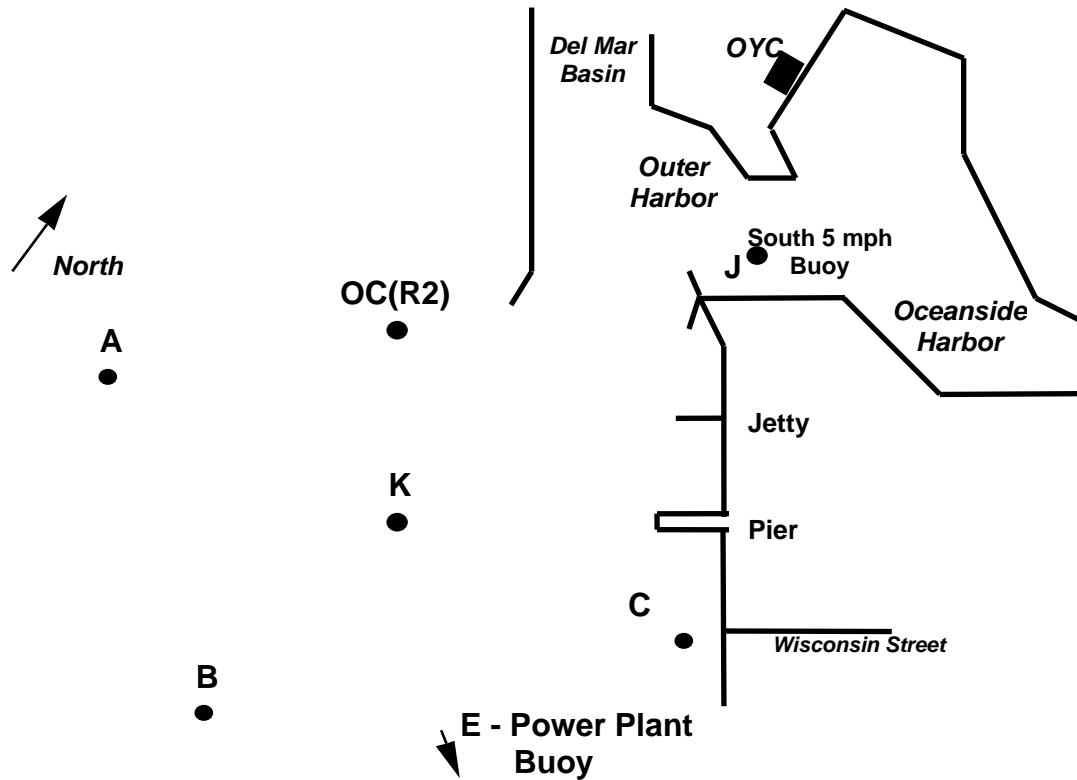 Del Mar
Basin
OYC
Outer
Harbor
North
South 5 mph
Buoy
J
OC(R2)
Oceanside
Harbor
A
Jetty
K
Pier
C
Wisconsin Street
B
E - Power Plant
Buoy